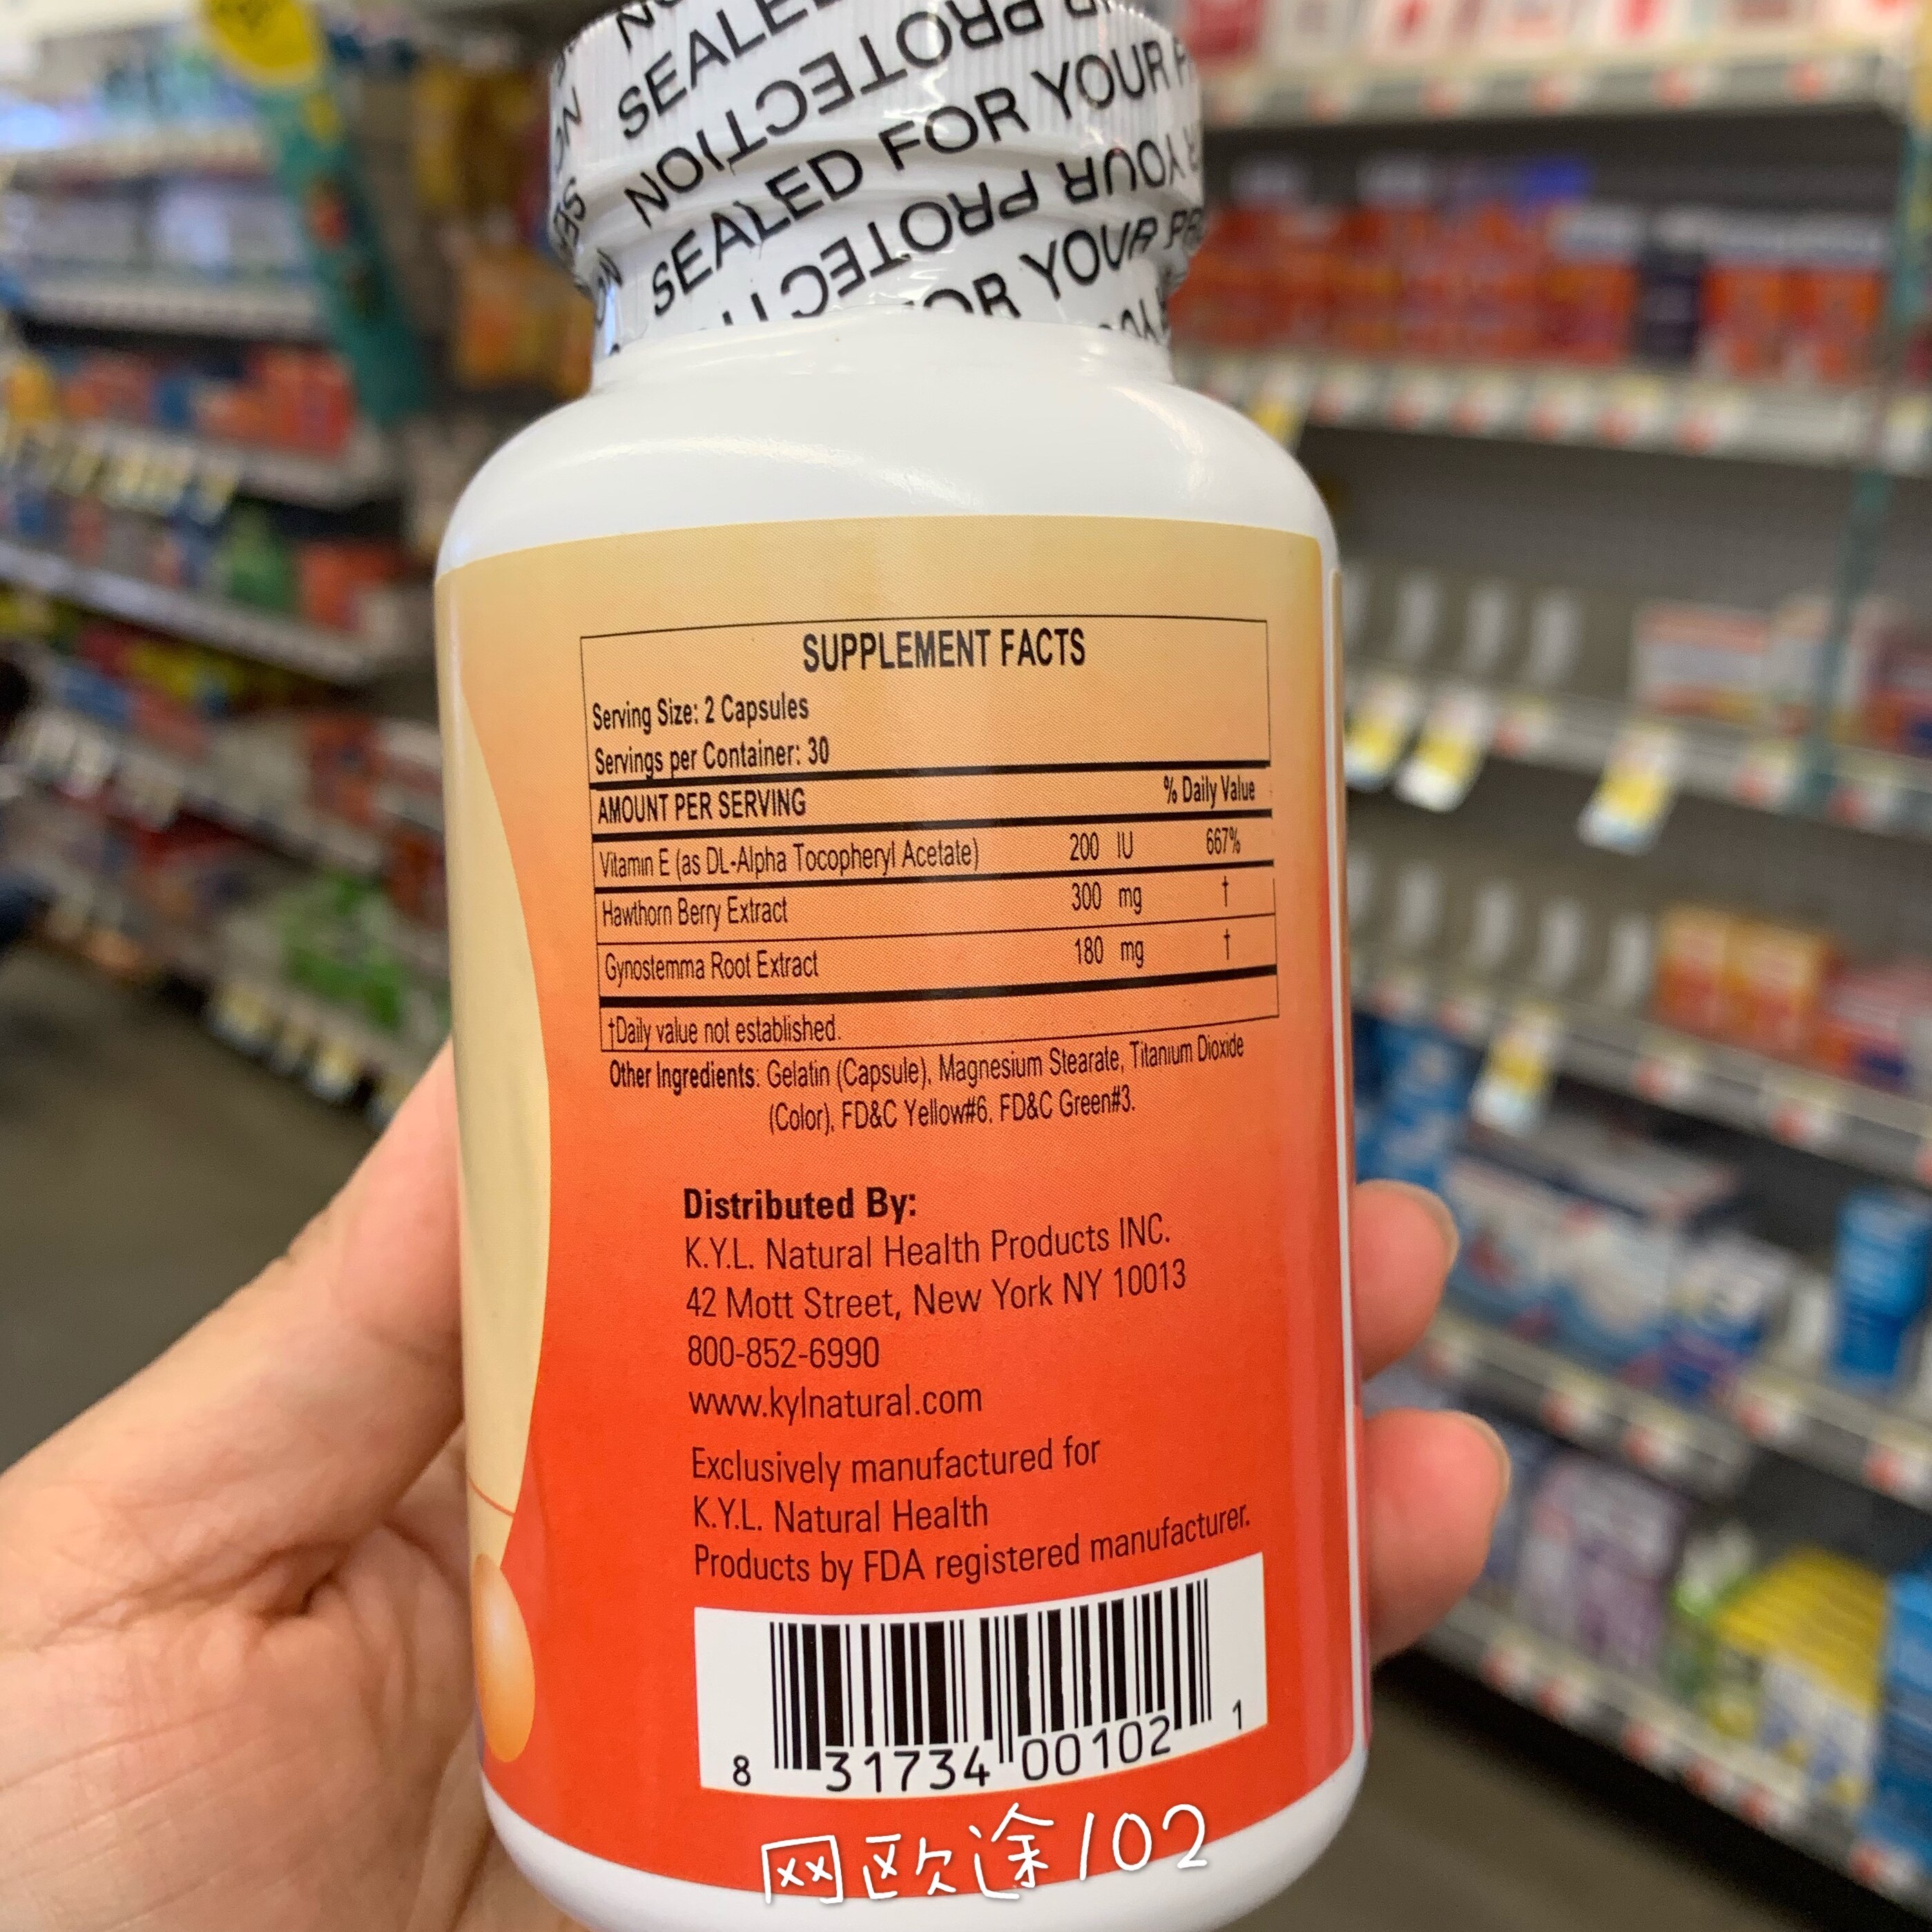 SEALED
PROTECTION
SEALED FOR YOUR
YOUR PROTECT
OR YOUR PR
SUPPLEMENT FACTS
Serving Size: 2 Capsules
Servings per Container: 30
AMOUNT PER SERVING % Daily Value
Vitamin E (as DL-Alpha Tocopheryl Acetate) 200 IU 667%
Hawthorn Berry Extract 300 mg †
Gynostemma Root Extract 180 mg †
†Daily value not established.
Other Ingredients: Gelatin (Capsule), Magnesium Stearate, Titanium Dioxide
(Color), FD&C Yellow#6, FD&C Green#3.
Distributed By:
K.Y.L. Natural Health Products INC.
42 Mott Street, New York NY 10013
800-852-6990
www.kylnatural.com
Exclusively manufactured for
K.Y.L. Natural Health
Products by FDA registered manufacturer.
8 31734 00102 1
网欧途102